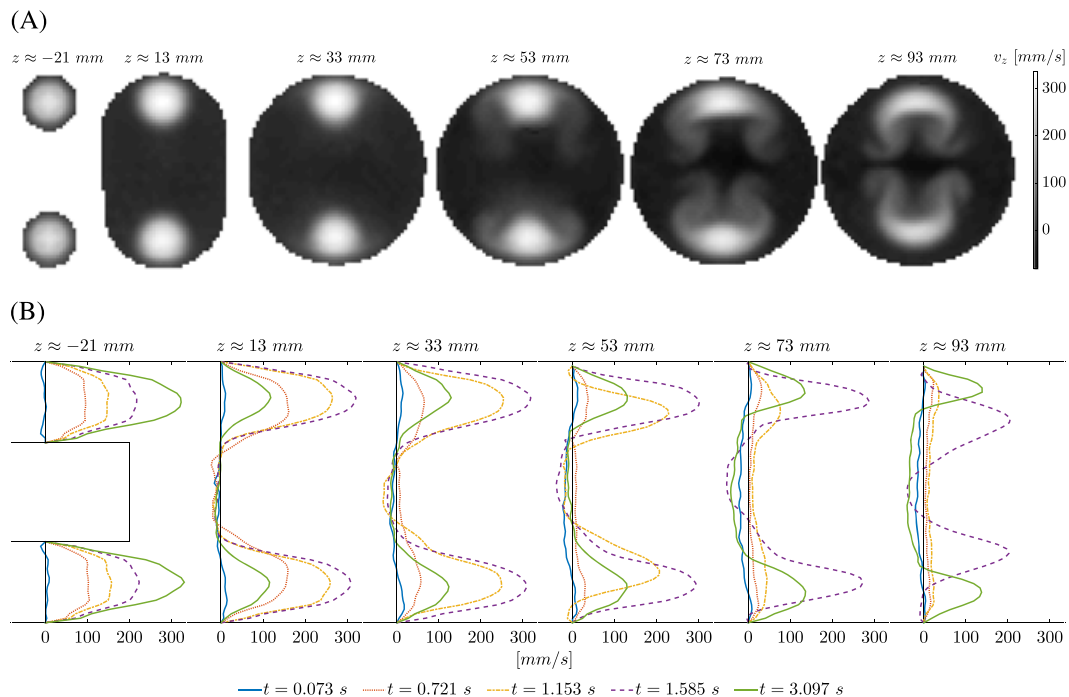 (A)
z ≈ −21 mm z ≈ 13 mm z ≈ 33 mm z ≈ 53 mm z ≈ 73 mm z ≈ 93 mm v_z [mm/s]
300
200
100
0
(B)
z ≈ −21 mm z ≈ 13 mm z ≈ 33 mm z ≈ 53 mm z ≈ 73 mm z ≈ 93 mm
0 100 200 300 0 100 200 300 0 100 200 300 0 100 200 300 0 100 200 300 0 100 200 300
[mm/s]
t = 0.073 s t = 0.721 s t = 1.153 s t = 1.585 s t = 3.097 s